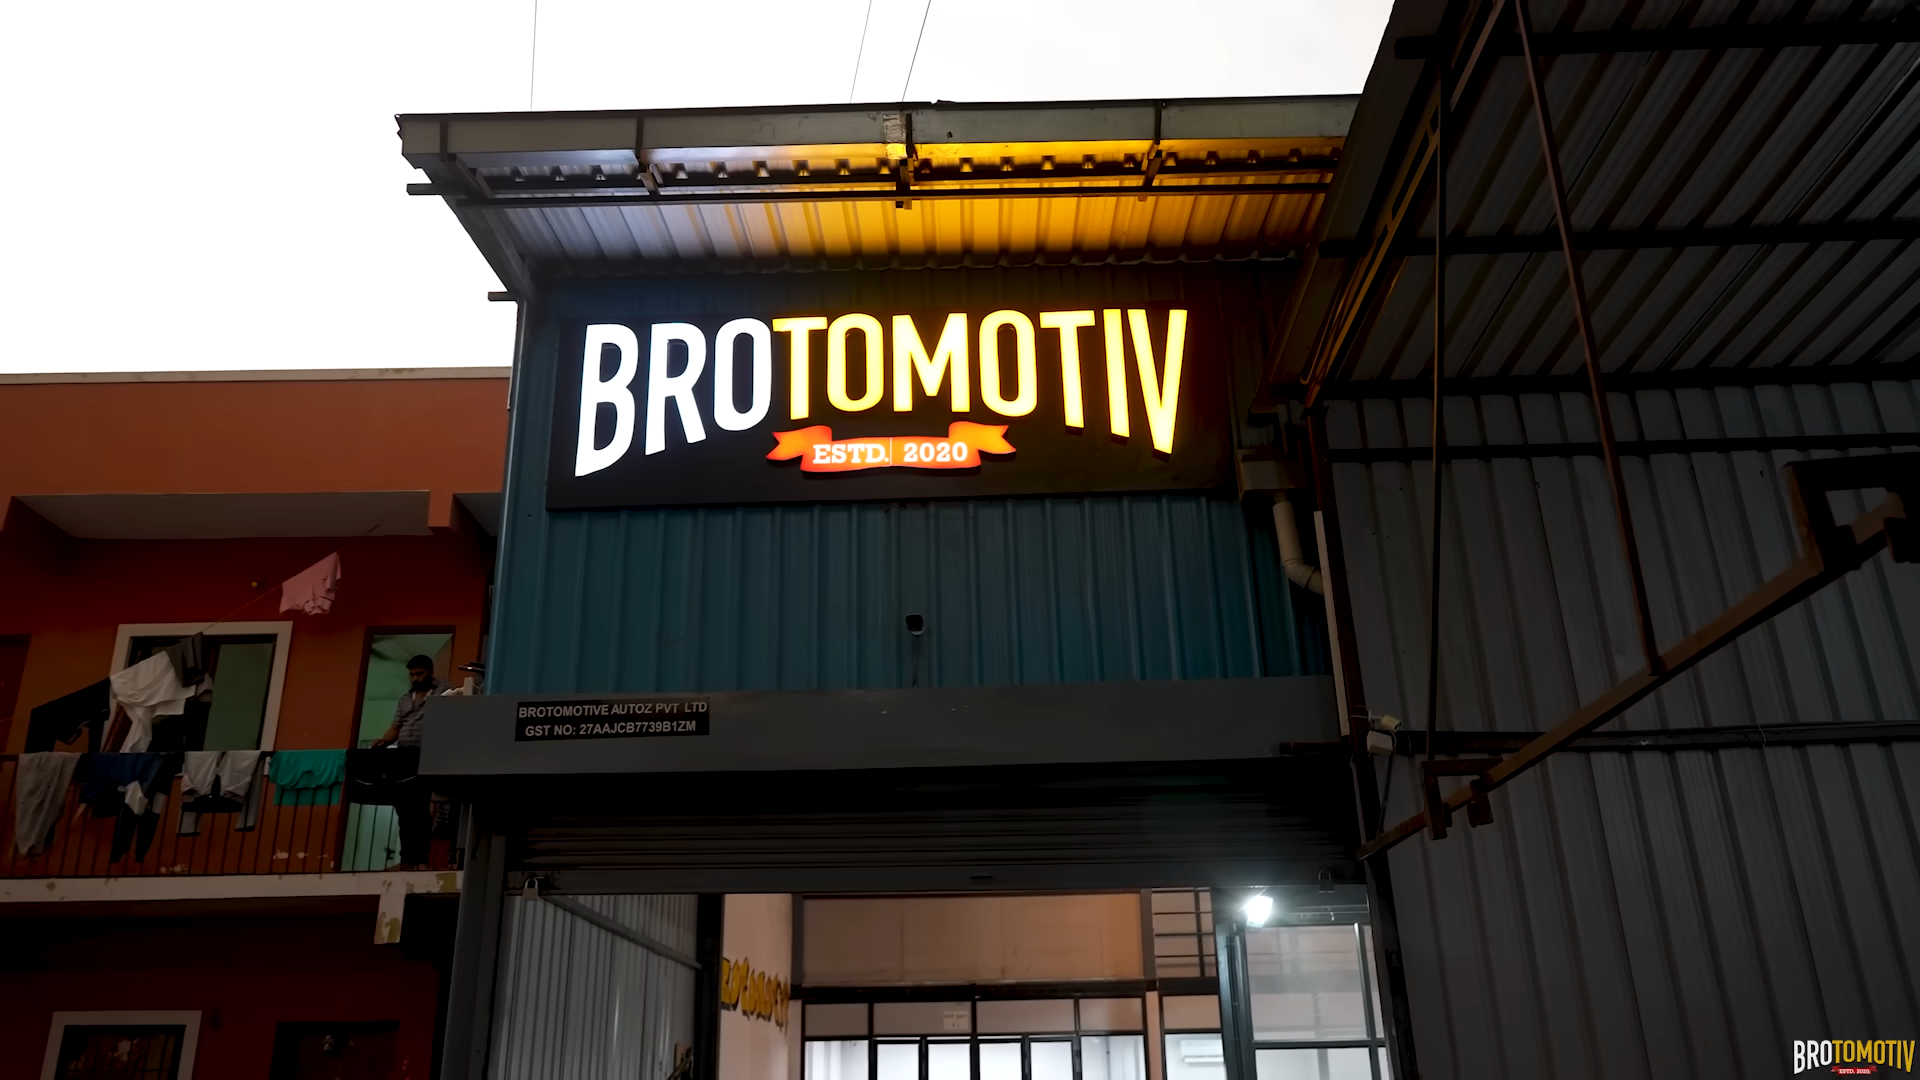 BROTOMOTIV
ESTD. 2020
BROTOMOTIVE AUTOZ PVT LTD
GST NO: 27AAJCB7739B1ZM
BROTOMOTIV
ESTD. 2020